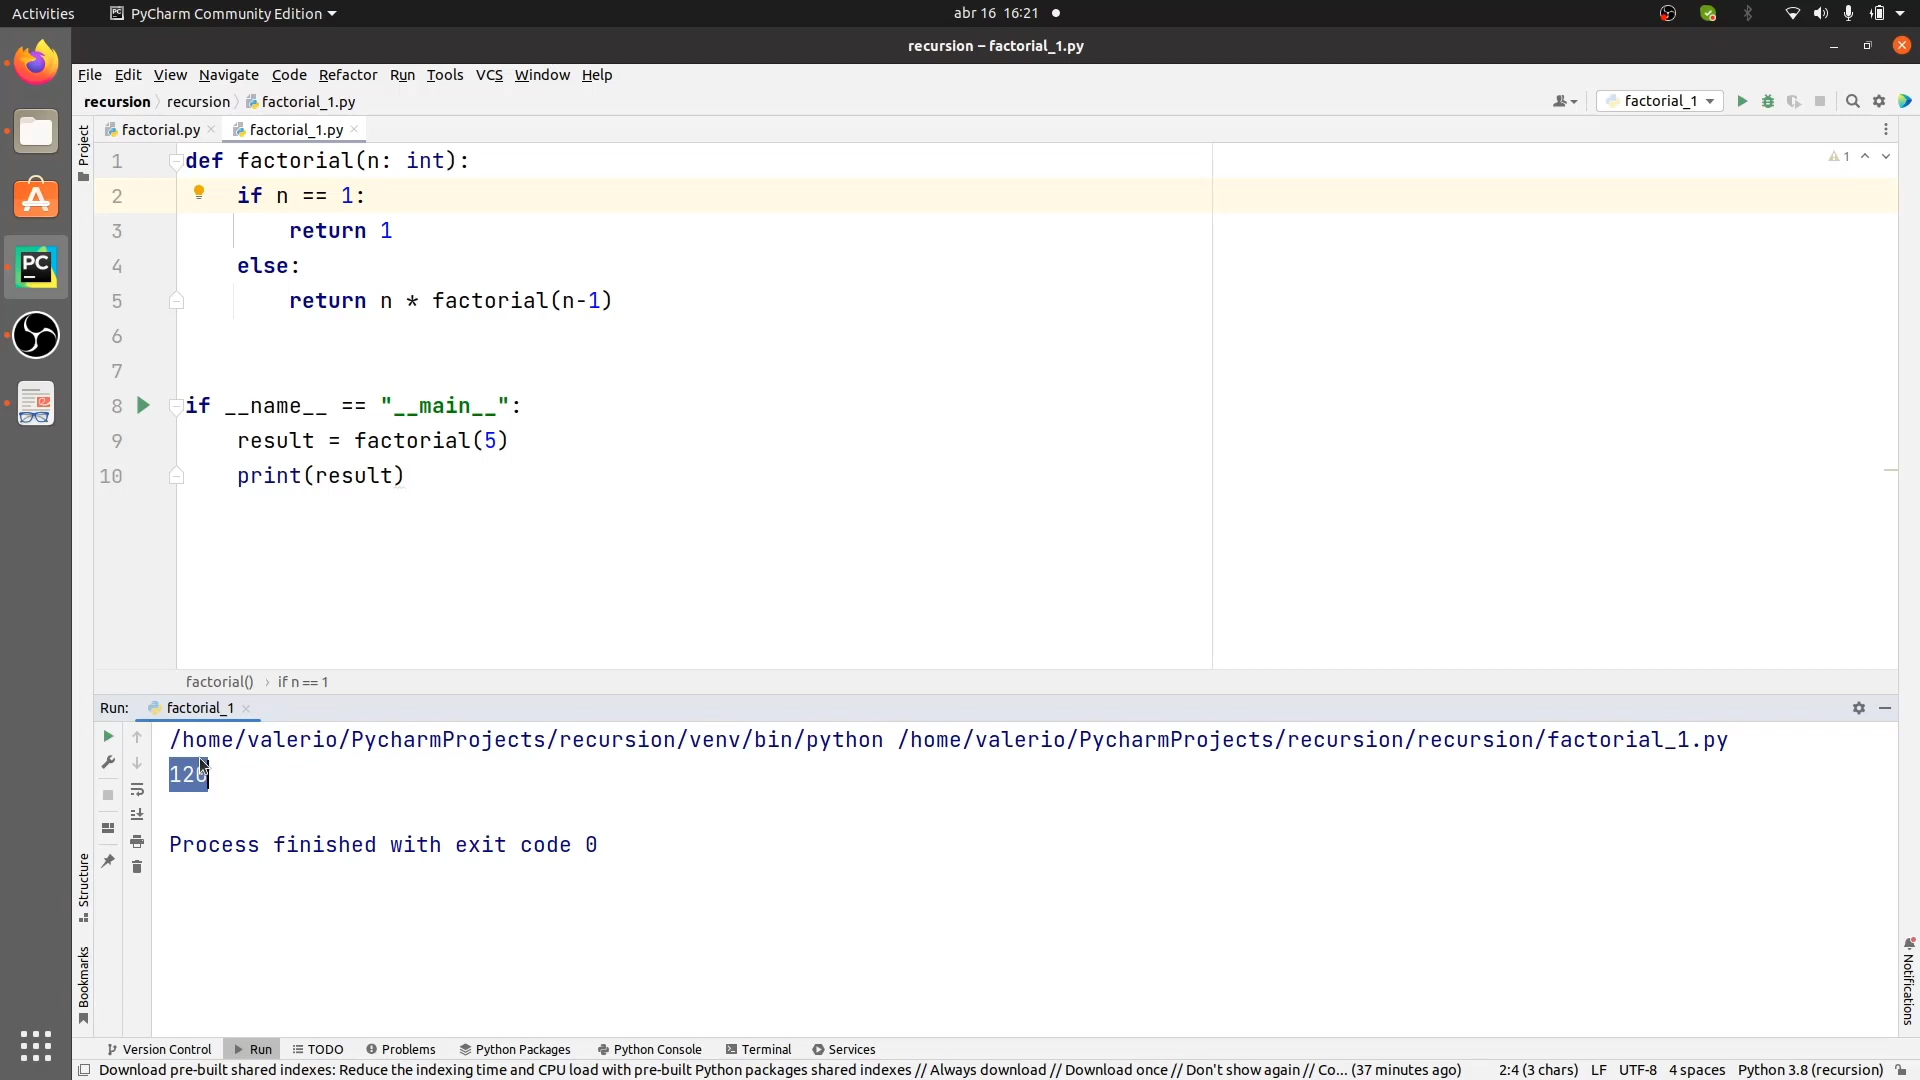 Activities PyCharm Community Edition abr 16 16:21
recursion – factorial_1.py
File Edit View Navigate Code Refactor Run Tools VCS Window Help
recursion recursion factorial_1.py factorial_1
factorial.py factorial_1.py
Project
1 def factorial(n: int):
1
2 if n == 1:
3 return 1
4 else:
5 return n * factorial(n-1)
6
7
8 if __name__ == "__main__":
9 result = factorial(5)
10 print(result)
factorial() › if n == 1
Run: factorial_1
/home/valerio/PycharmProjects/recursion/venv/bin/python /home/valerio/PycharmProjects/recursion/recursion/factorial_1.py
120
Process finished with exit code 0
Structure
Bookmarks
Notifications
Version Control Run TODO Problems Python Packages Python Console Terminal Services
Download pre-built shared indexes: Reduce the indexing time and CPU load with pre-built Python packages shared indexes // Always download // Download once // Don't show again // Co... (37 minutes ago) 2:4 (3 chars) LF UTF-8 4 spaces Python 3.8 (recursion)
PC